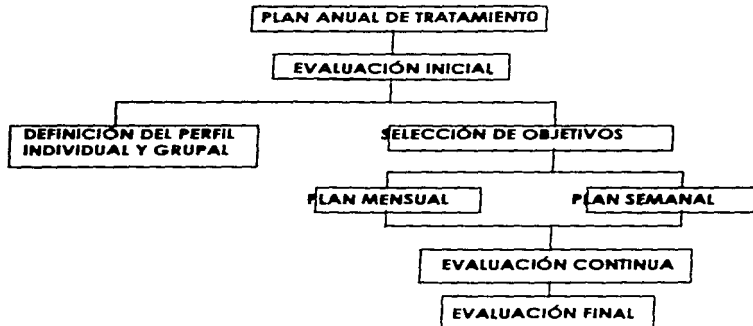 PLAN ANUAL DE TRATAMIENTO
EVALUACIÓN INICIAL
DEFINICIÓN DEL PERFIL
INDIVIDUAL Y GRUPAL
SELECCIÓN DE OBJETIVOS
PLAN MENSUAL
PLAN SEMANAL
EVALUACIÓN CONTINUA
EVALUACIÓN FINAL